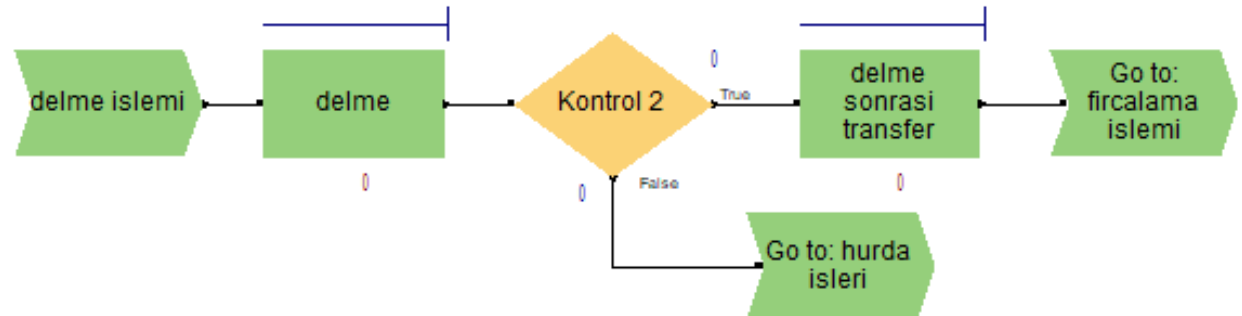 delme islemi
delme
0
Kontrol 2
0
True
0
False
delme
sonrasi
transfer
0
Go to:
fircalama
islemi
Go to: hurda
isleri